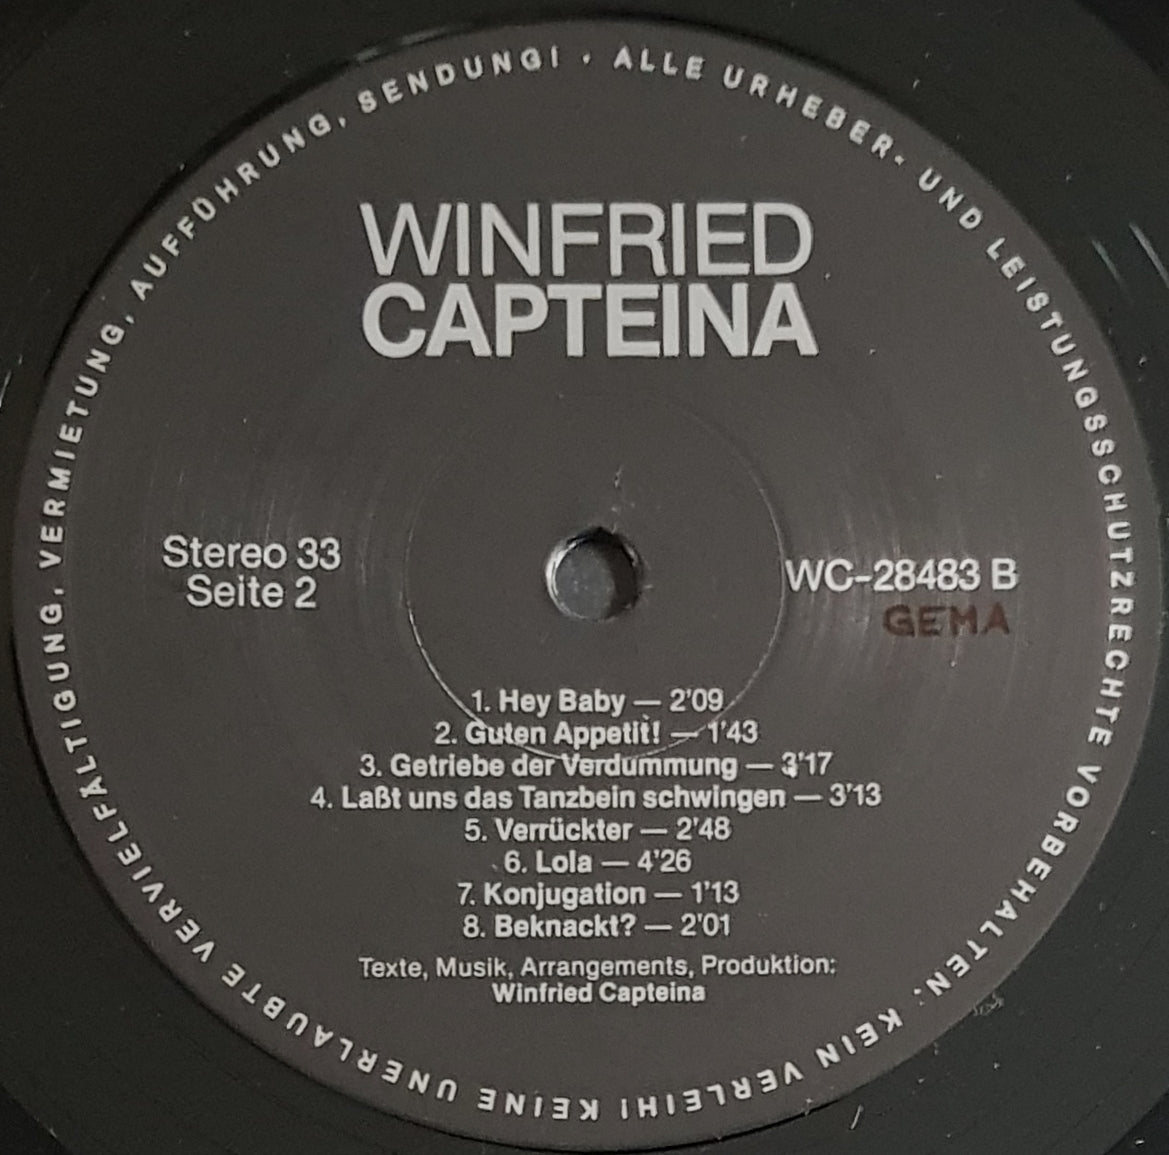 ALLE URHEBER- UND LEISTUNGSSCHUTZRECHTE VORBEHALTEN: KEIN VERLEIH! KEINE UNERLAUBTE VERVIELFÄLTIGUNG, VERMIETUNG, AUFFÜHRUNG, SENDUNG! ·
WINFRIED
CAPTEINA
Stereo 33
Seite 2
WC-28483 B
GEMA
1. Hey Baby — 2'09
2. Guten Appetit! — 1'43
3. Getriebe der Verdummung — 3'17
4. Laßt uns das Tanzbein schwingen — 3'13
5. Verrückter — 2'48
6. Lola — 4'26
7. Konjugation — 1'13
8. Beknackt? — 2'01
Texte, Musik, Arrangements, Produktion:
Winfried Capteina